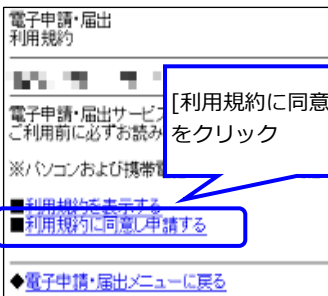 電子申請・届出
利用規約
電子申請・届出サービス
ご利用前に必ずお読み
[利用規約に同意
をクリック
※パソコンおよび携帯
■利用規約を表示する
■利用規約に同意し申請する
◆電子申請・届出メニューに戻る